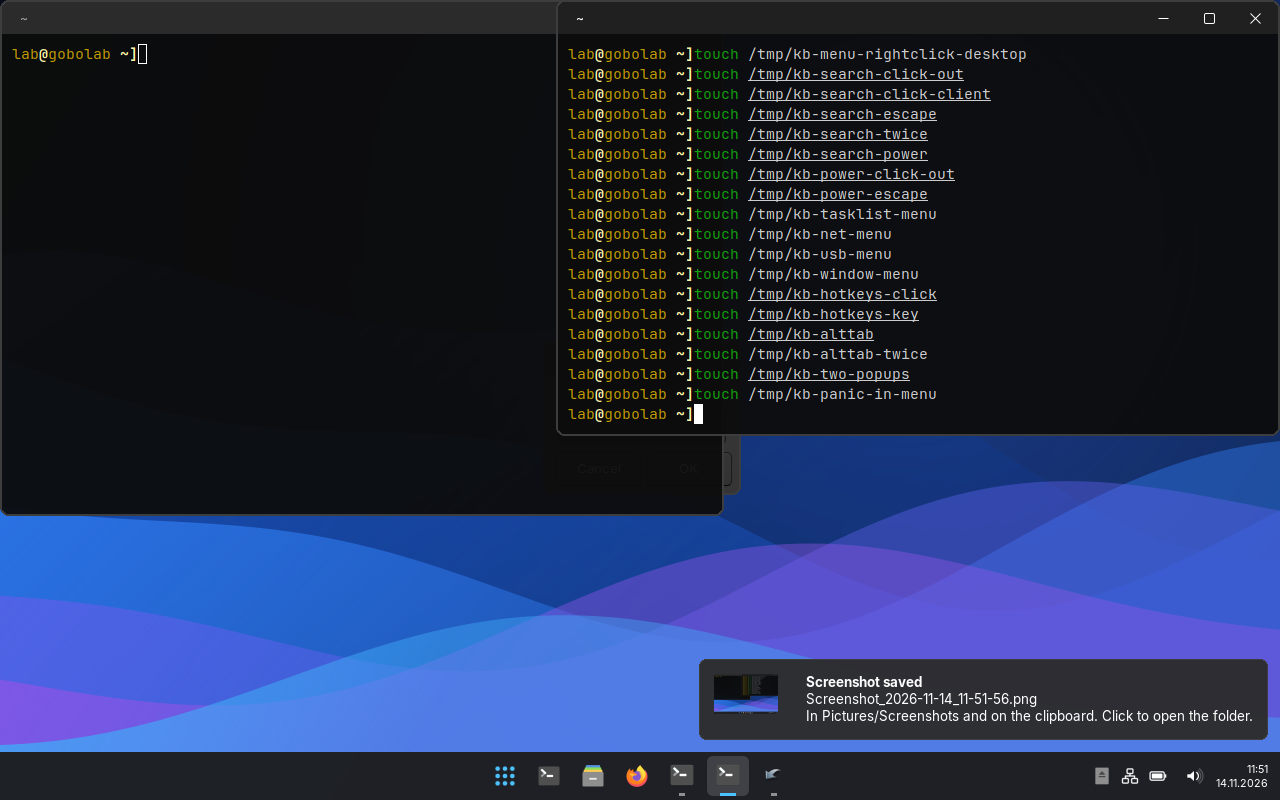 ~
lab@gobolab ~]
~
lab@gobolab ~]touch /tmp/kb-menu-rightclick-desktop
lab@gobolab ~]touch /tmp/kb-search-click-out
lab@gobolab ~]touch /tmp/kb-search-click-client
lab@gobolab ~]touch /tmp/kb-search-escape
lab@gobolab ~]touch /tmp/kb-search-twice
lab@gobolab ~]touch /tmp/kb-search-power
lab@gobolab ~]touch /tmp/kb-power-click-out
lab@gobolab ~]touch /tmp/kb-power-escape
lab@gobolab ~]touch /tmp/kb-tasklist-menu
lab@gobolab ~]touch /tmp/kb-net-menu
lab@gobolab ~]touch /tmp/kb-usb-menu
lab@gobolab ~]touch /tmp/kb-window-menu
lab@gobolab ~]touch /tmp/kb-hotkeys-click
lab@gobolab ~]touch /tmp/kb-hotkeys-key
lab@gobolab ~]touch /tmp/kb-alttab
lab@gobolab ~]touch /tmp/kb-alttab-twice
lab@gobolab ~]touch /tmp/kb-two-popups
lab@gobolab ~]touch /tmp/kb-panic-in-menu
lab@gobolab ~]
Cancel OK
Screenshot saved
Screenshot_2026-11-14_11-51-56.png
In Pictures/Screenshots and on the clipboard. Click to open the folder.
11:51
14.11.2026